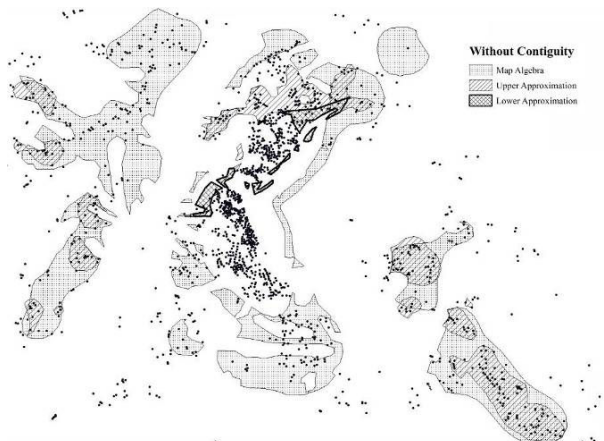 Without Contiguity
Map Algebra
Upper Approximation
Lower Approximation